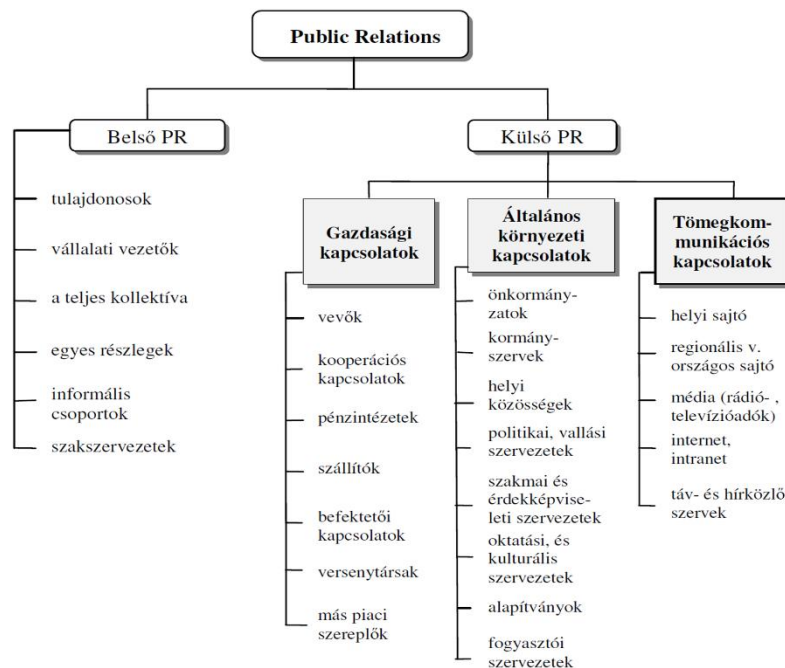 Public Relations
Belső PR
tulajdonosok
vállalati vezetők
a teljes kollektíva
egyes részlegek
informális
csoportok
szakszervezetek
Külső PR
Gazdasági
kapcsolatok
vevők
kooperációs
kapcsolatok
pénzintézetek
szállítók
befektetői
kapcsolatok
versenytársak
más piaci
szereplők
Általános
környezeti
kapcsolatok
önkormány-
zatok
kormány-
szervek
helyi
közösségek
politikai, vallási
szervezetek
szakmai és
érdekképvise-
leti szervezetek
oktatási, és
kulturális
szervezetek
alapítványok
fogyasztói
szervezetek
Tömegkom-
munikációs
kapcsolatok
helyi sajtó
regionális v.
országos sajtó
média (rádió- ,
televízióadók)
internet,
intranet
táv- és hírközlő
szervek